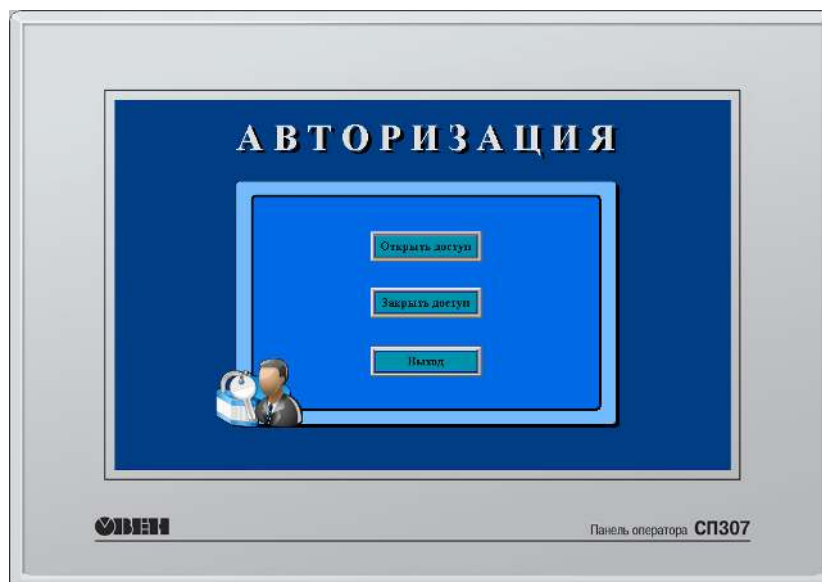 АВТОРИЗАЦИЯ
Открыть доступ
Закрыть доступ
Выход
ОВЕН
Панель оператора СП307